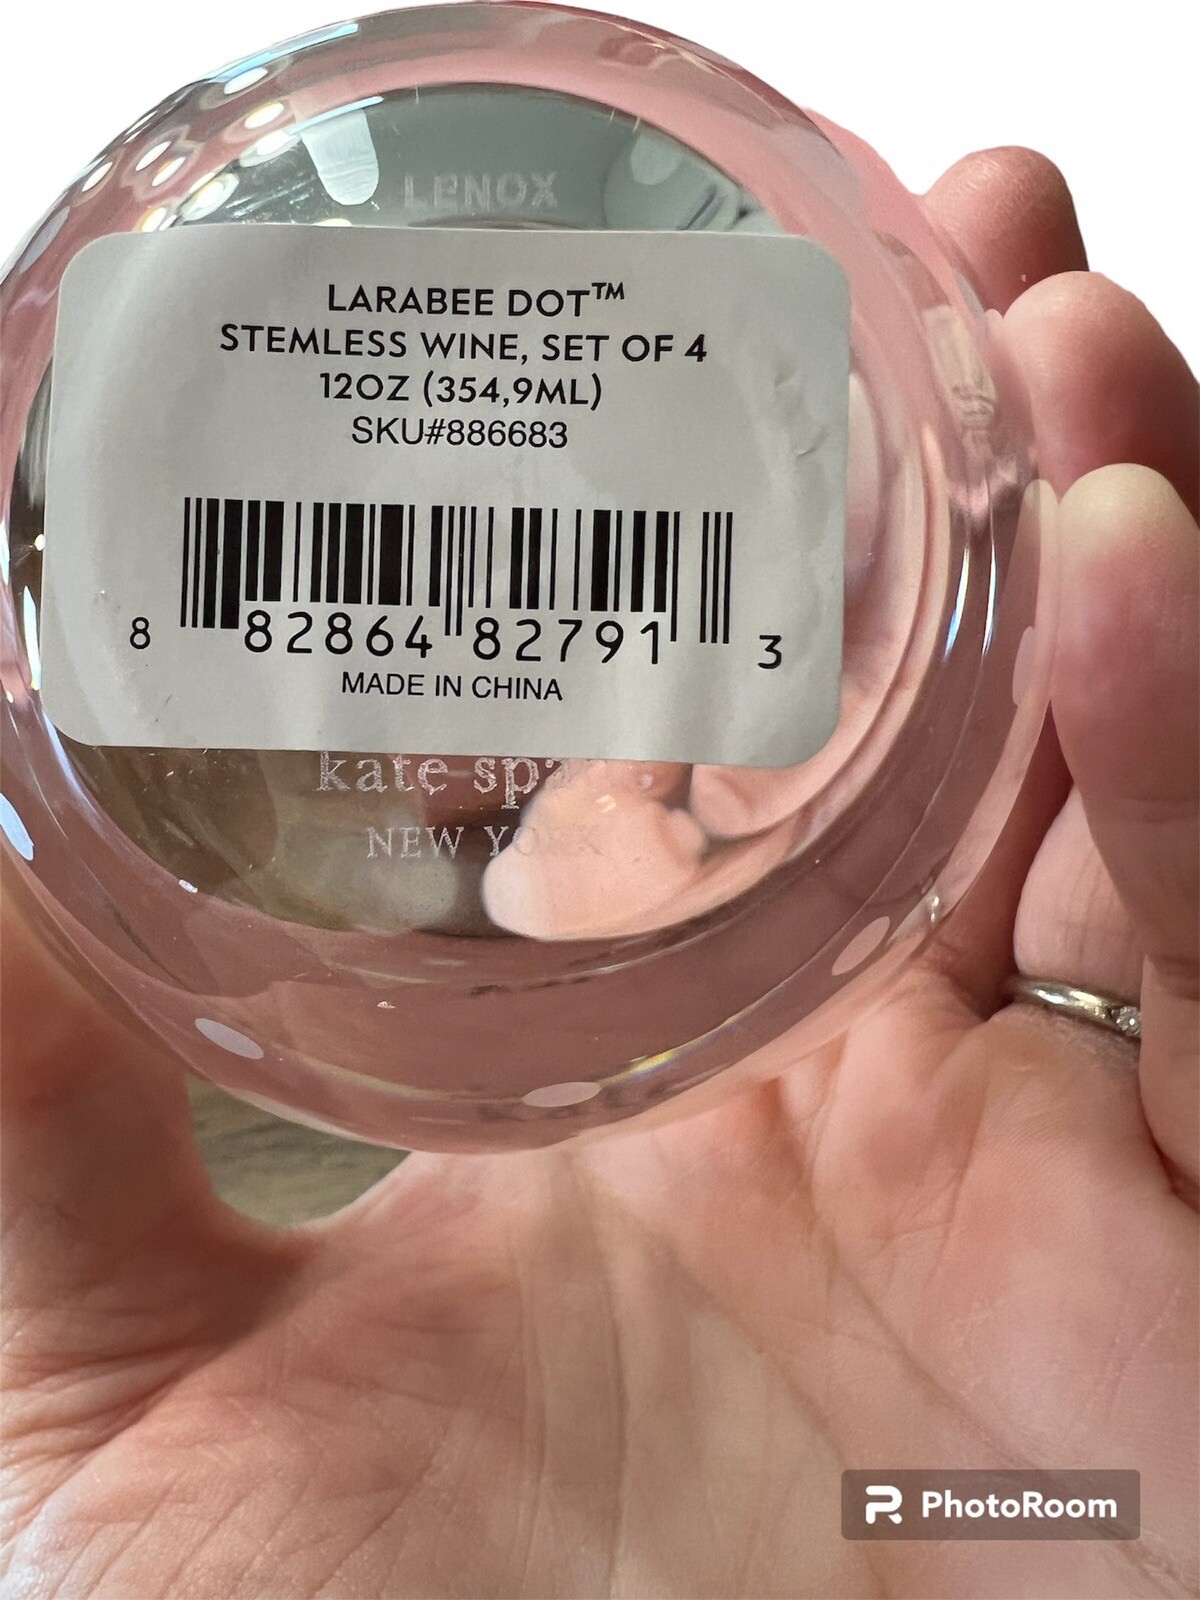 LENOX
LARABEE DOT™
STEMLESS WINE, SET OF 4
12OZ (354,9ML)
SKU#886683
8 82864 82791 3
MADE IN CHINA
kate
NEW YORK
PhotoRoom